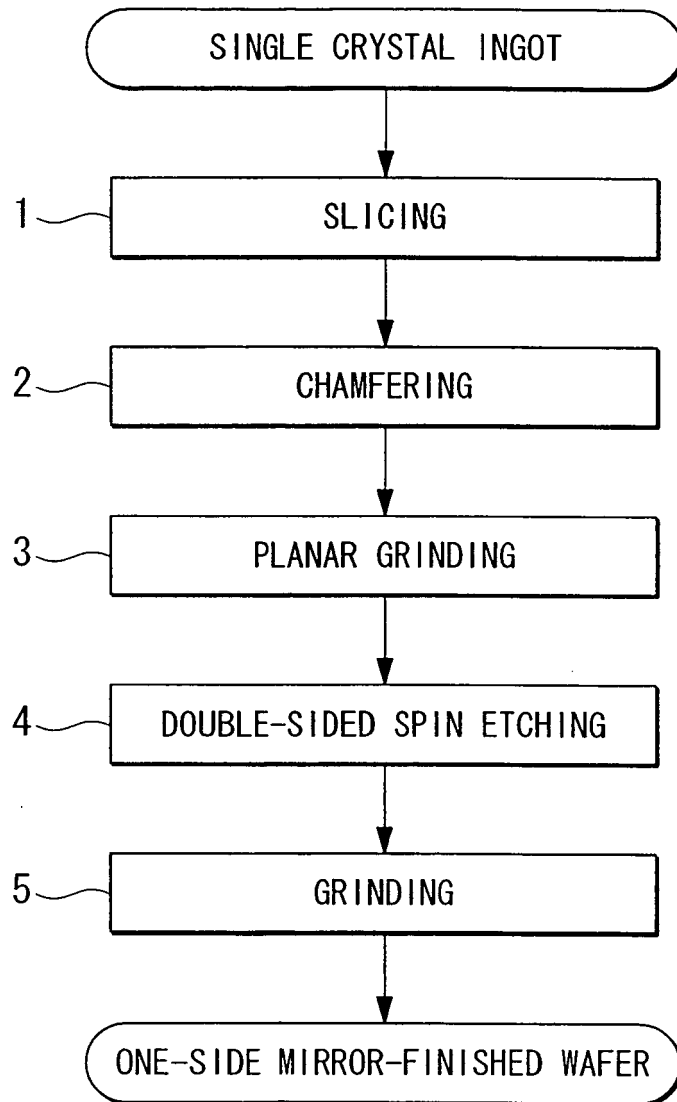 SINGLE CRYSTAL INGOT
1
SLICING
2
CHAMFERING
3
PLANAR GRINDING
4
DOUBLE-SIDED SPIN ETCHING
5
GRINDING
ONE-SIDE MIRROR-FINISHED WAFER